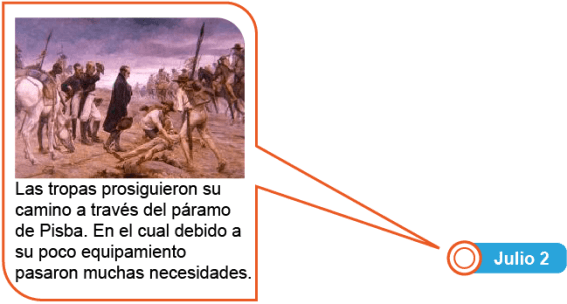 Las tropas prosiguieron su
camino a través del páramo
de Pisba. En el cual debido a
su poco equipamiento
pasaron muchas necesidades.
Julio 2